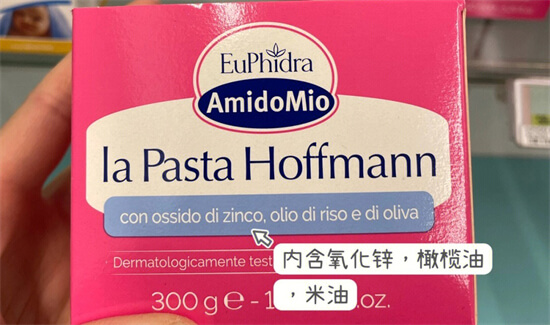 EuPhidra
AmidoMio
la Pasta Hoffmann
con ossido di zinco, olio di riso e di oliva
Dermatologicamente
内含氧化锌，橄榄油
，米油
300 g e - 1 oz.